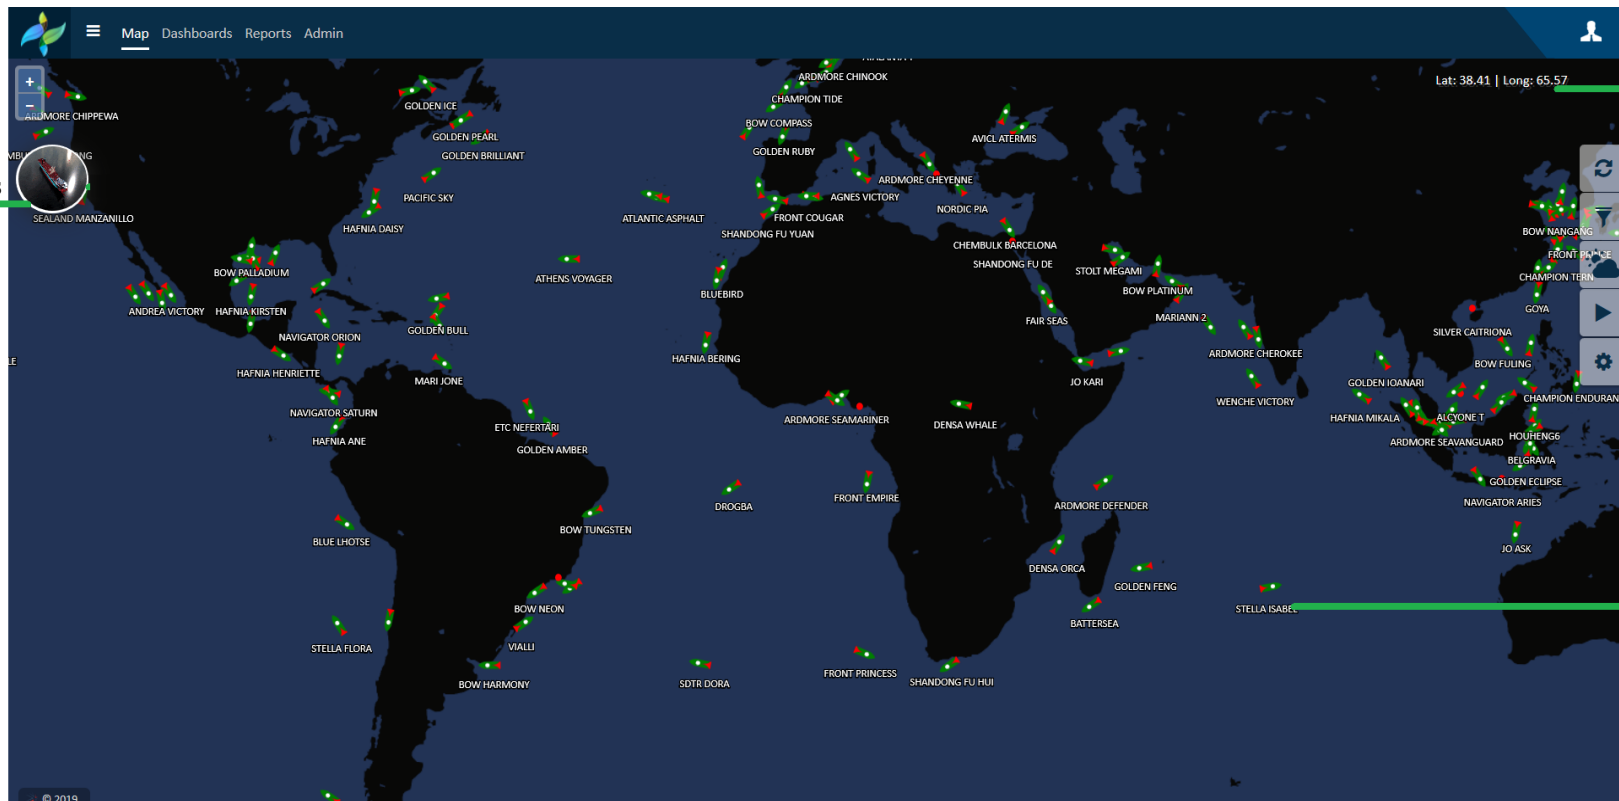 Map Dashboards Reports Admin
Lat: 38.41 | Long: 65.57
+
−
ARDMORE CHINOOK
CHAMPION TIDE
GOLDEN ICE
ARDMORE CHIPPEWA
BOW COMPASS
GOLDEN PEARL
AVICL ATERMIS
GOLDEN RUBY
GOLDEN BRILLIANT
ARDMORE CHEYENNE
PACIFIC SKY
AGNES VICTORY
NORDIC PIA
SEALAND MANZANILLO
ATLANTIC ASPHALT
FRONT COUGAR
HAFNIA DAISY
SHANDONG FU YUAN
BOW NANGANG
CHEMBULK BARCELONA
FRONT PRINCE
SHANDONG FU DE
STOLT MEGAMI
BOW PALLADIUM
ATHENS VOYAGER
CHAMPION TERN
BOW PLATINUM
BLUEBIRD
ANDREA VICTORY
HAFNIA KIRSTEN
GOYA
MARIANN 2
FAIR SEAS
GOLDEN BULL
SILVER CAITRIONA
NAVIGATOR ORION
ARDMORE CHEROKEE
HAFNIA BERING
BOW FULING
HAFNIA HENRIETTE
MARI JONE
JO KARI
GOLDEN IOANARI
WENCHE VICTORY
CHAMPION ENDURAN
NAVIGATOR SATURN
ARDMORE SEAMARINER
DENSA WHALE
HAFNIA MIKALA
ALCYONE T
ETC NEFERTARI
HAFNIA ANE
ARDMORE SEAVANGUARD
HOUHENG6
GOLDEN AMBER
BELGRAVIA
GOLDEN ECLIPSE
FRONT EMPIRE
NAVIGATOR ARIES
DROGBA
ARDMORE DEFENDER
BOW TUNGSTEN
BLUE LHOTSE
JO ASK
DENSA ORCA
GOLDEN FENG
BOW NEON
STELLA ISABEL
BATTERSEA
STELLA FLORA
VIALLI
FRONT PRINCESS
SHANDONG FU HUI
BOW HARMONY
SDTR DORA
© 2019